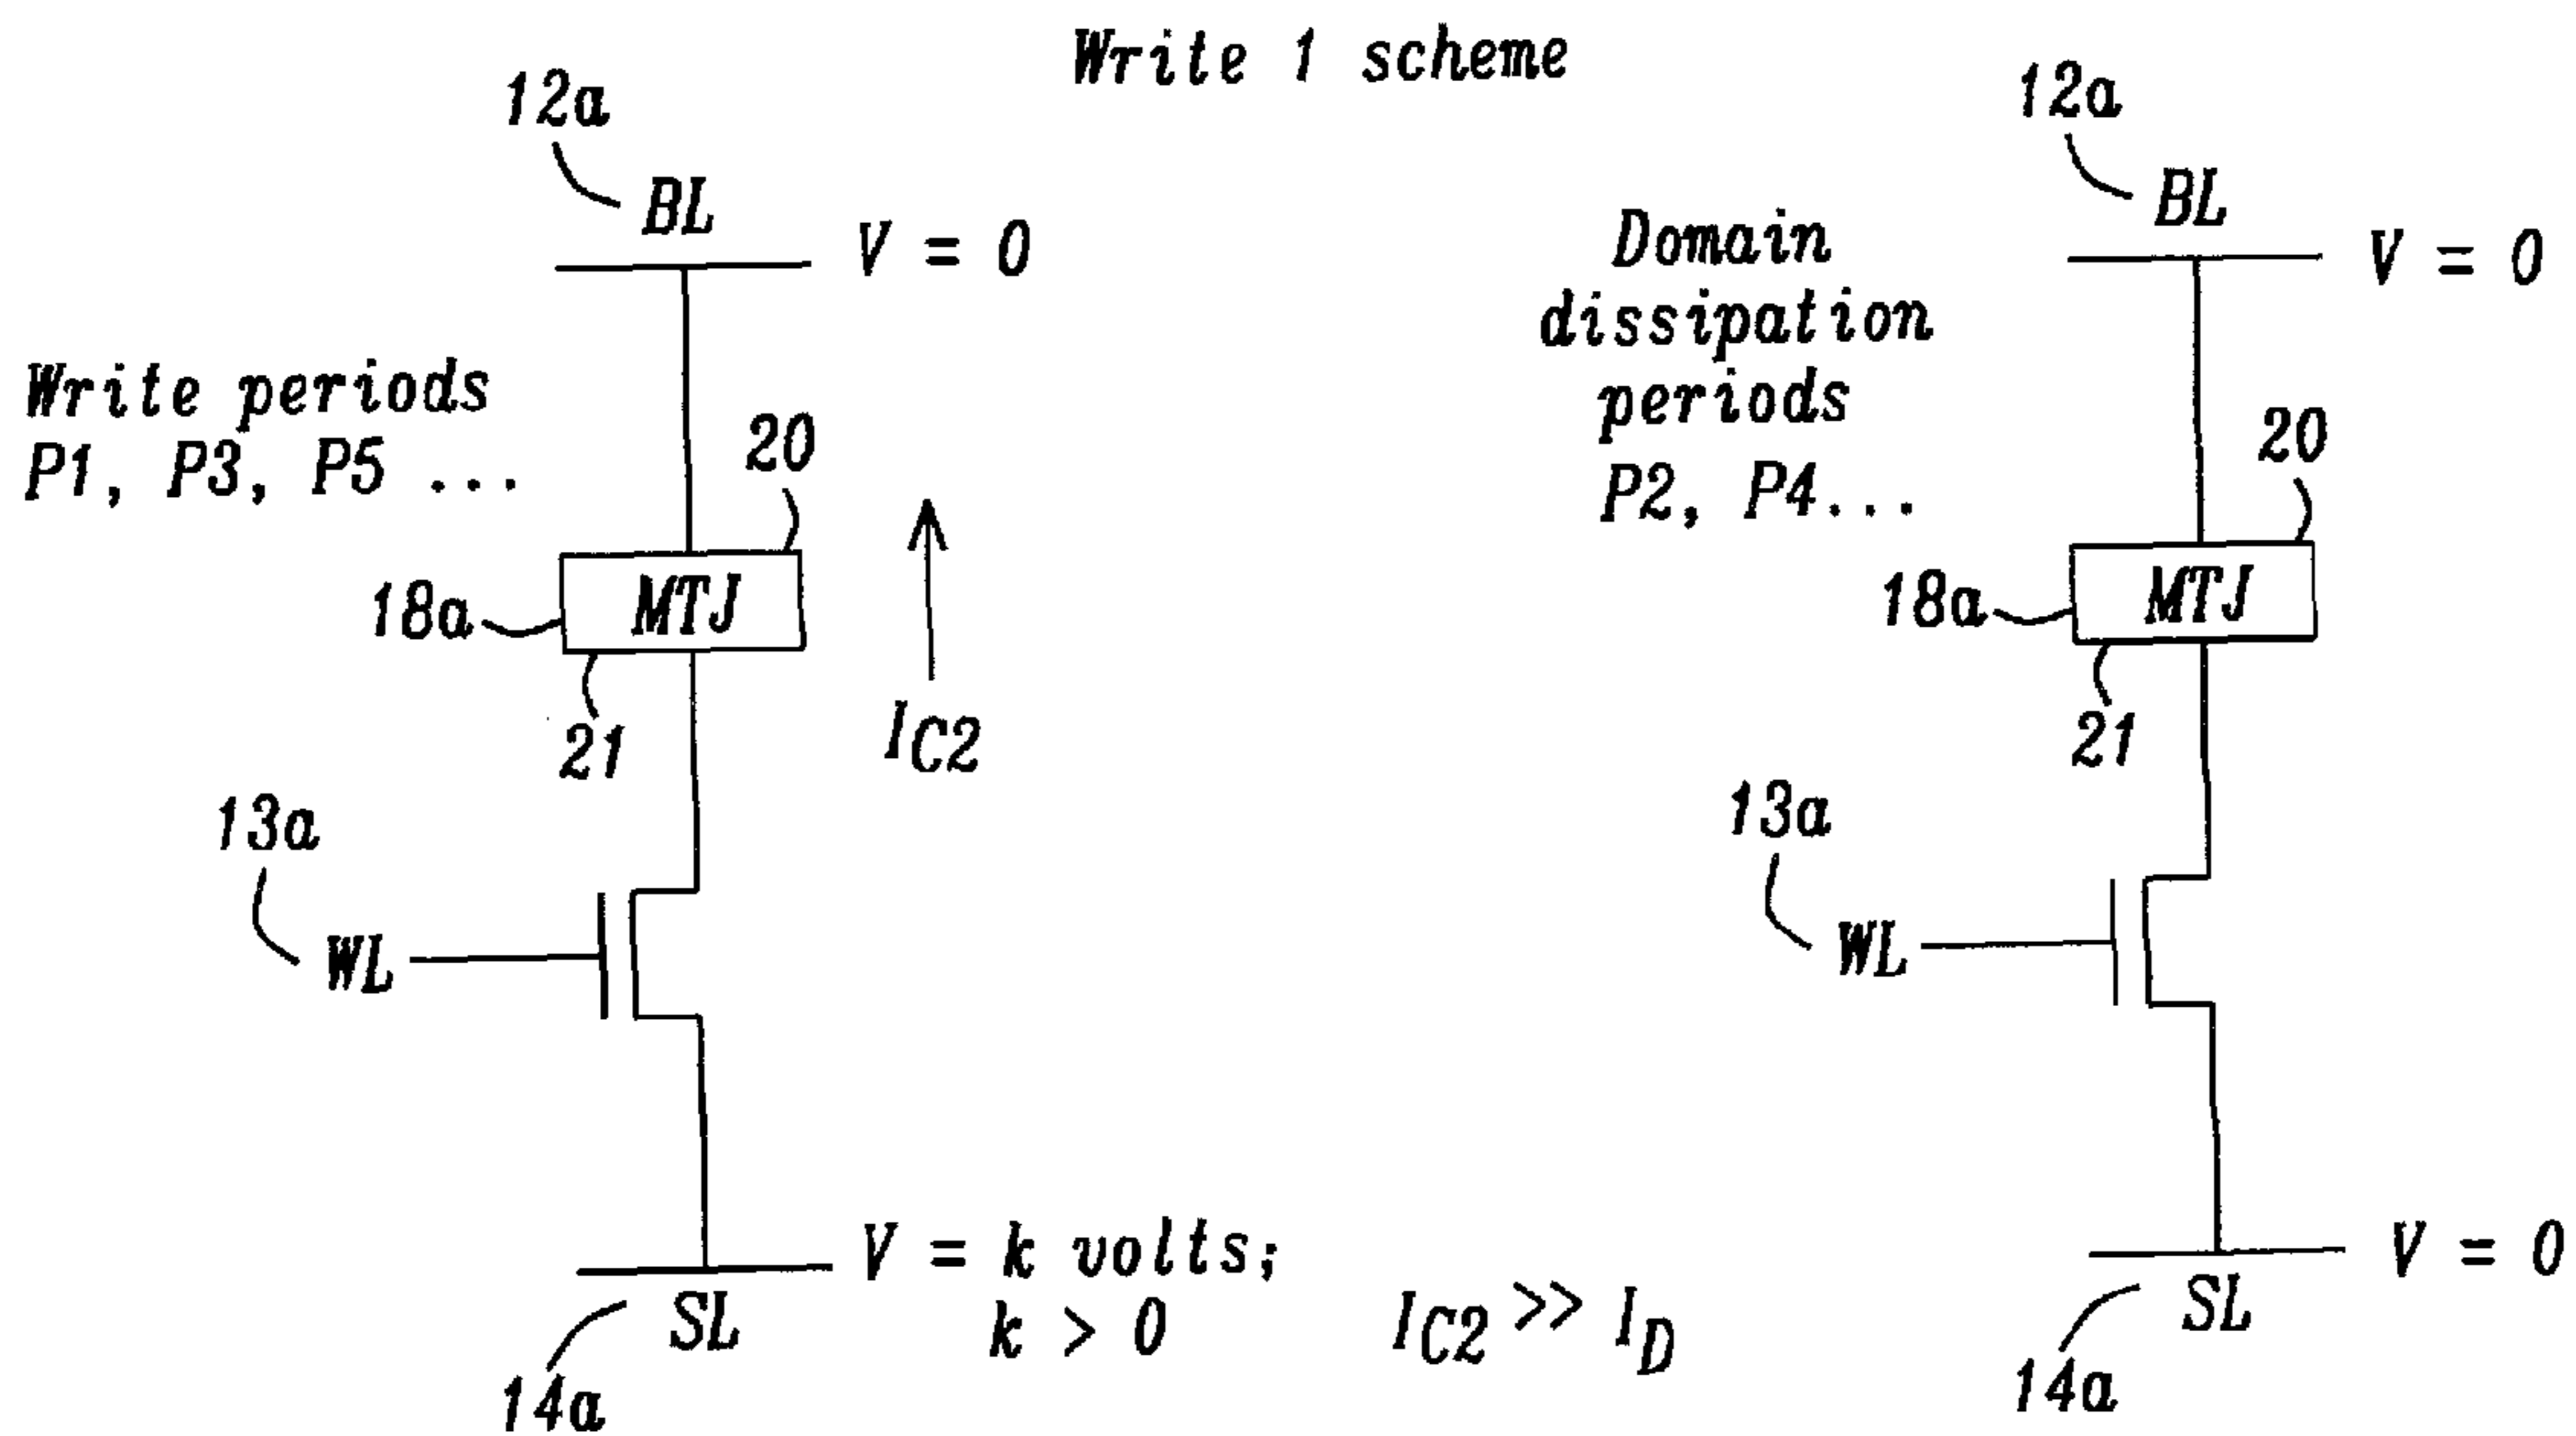 Write 1 scheme
12a
BL
V = 0
Write periods
P1, P3, P5 ...
20
18a
MTJ
21
IC2
13a
WL
V = k volts;
k > 0
SL
14a
IC2 >> ID
12a
BL
V = 0
Domain
dissipation
periods
P2, P4...
20
18a
MTJ
21
13a
WL
V = 0
SL
14a